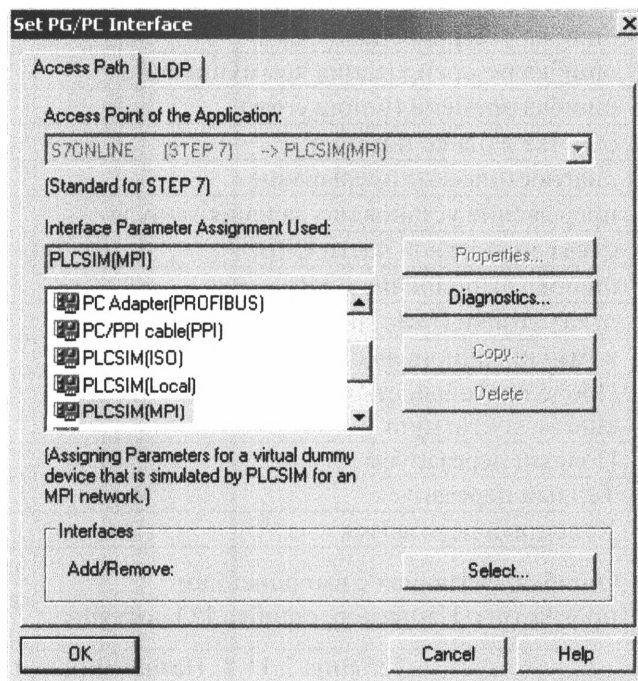 Set PG/PC Interface
Access Path
LLDP
Access Point of the Application:
S7ONLINE (STEP 7) --> PLCSIM(MPI)
(Standard for STEP 7)
Interface Parameter Assignment Used:
PLCSIM(MPI)
Properties...
PC Adapter(PROFIBUS)
PC/PPI cable(PPI)
PLCSIM(ISO)
PLCSIM(Local)
PLCSIM(MPI)
Diagnostics...
Copy...
Delete
(Assigning Parameters for a virtual dummy
device that is simulated by PLCSIM for an
MPI network.)
Interfaces
Add/Remove:
Select...
OK
Cancel
Help